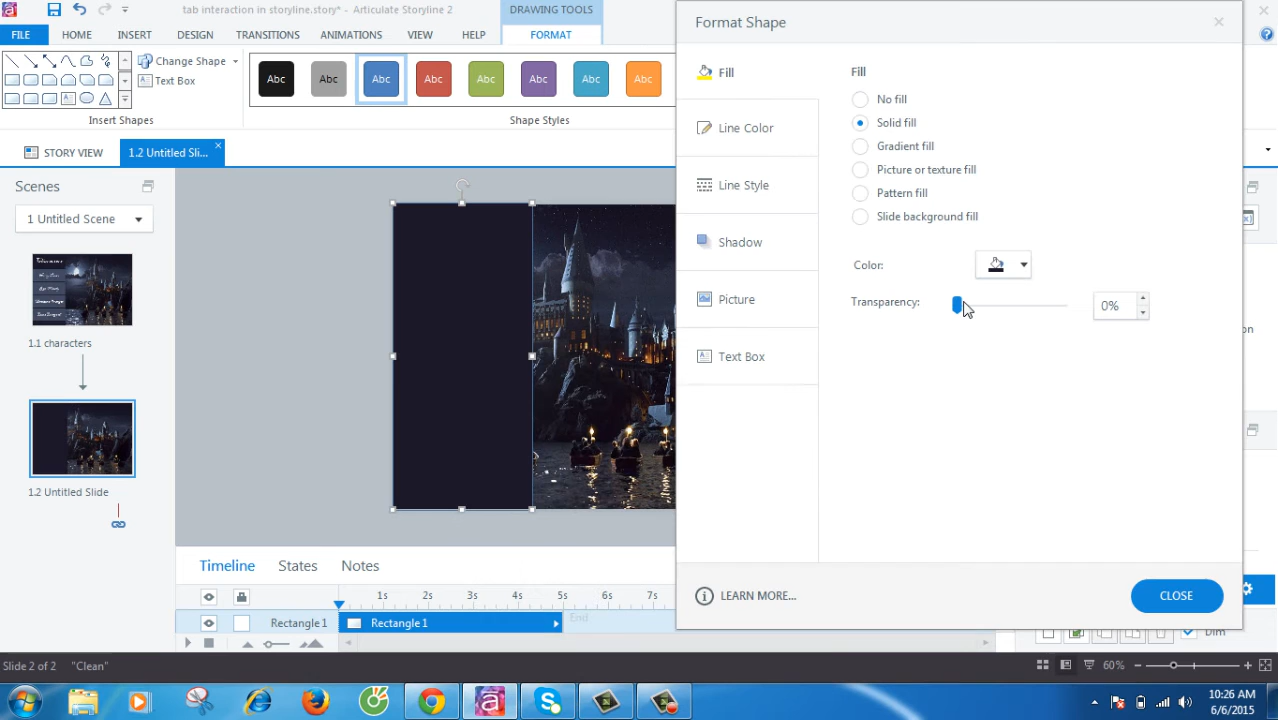 tab interaction in storyline.story* - Articulate Storyline 2
DRAWING TOOLS
FILE
HOME
INSERT
DESIGN
TRANSITIONS
ANIMATIONS
VIEW
HELP
FORMAT
Change Shape
Text Box
Insert Shapes
Abc
Abc
Abc
Abc
Abc
Abc
Abc
Abc
Shape Styles
STORY VIEW
1.2 Untitled Sli...
Scenes
1 Untitled Scene
1.1 characters
1.2 Untitled Slide
Format Shape
Fill
Line Color
Line Style
Shadow
Picture
Text Box
Fill
No fill
Solid fill
Gradient fill
Picture or texture fill
Pattern fill
Slide background fill
Color:
Transparency:
0%
LEARN MORE...
CLOSE
Timeline
States
Notes
1s
2s
3s
4s
5s
6s
7s
Rectangle 1
Rectangle 1
End
Dim
Slide 2 of 2
"Clean"
60%
10:26 AM
6/6/2015